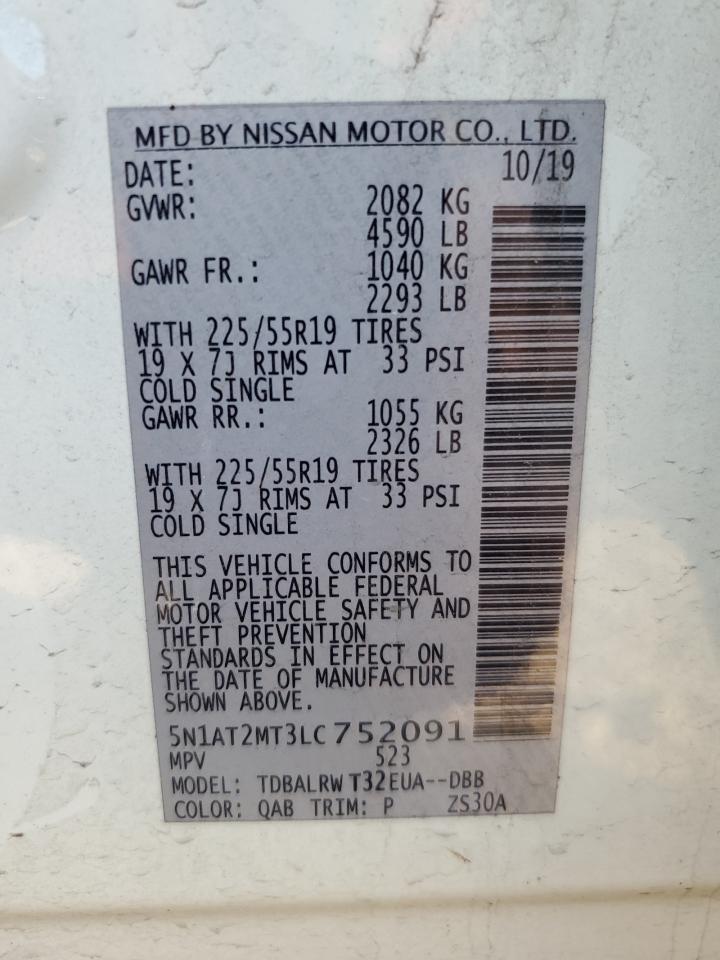 MFD BY NISSAN MOTOR CO., LTD.
DATE: 10/19
GVWR: 2082 KG
4590 LB
GAWR FR.: 1040 KG
2293 LB
WITH 225/55R19 TIRES
19 X 7J RIMS AT 33 PSI
COLD SINGLE
GAWR RR.: 1055 KG
2326 LB
WITH 225/55R19 TIRES
19 X 7J RIMS AT 33 PSI
COLD SINGLE
THIS VEHICLE CONFORMS TO
ALL APPLICABLE FEDERAL
MOTOR VEHICLE SAFETY AND
THEFT PREVENTION
STANDARDS IN EFFECT ON
THE DATE OF MANUFACTURE
SHOWN ABOVE.
5N1AT2MT3LC752091
MPV 523
MODEL: TDBALRW T32EUA--DBB
COLOR: QAB TRIM: P ZS30A